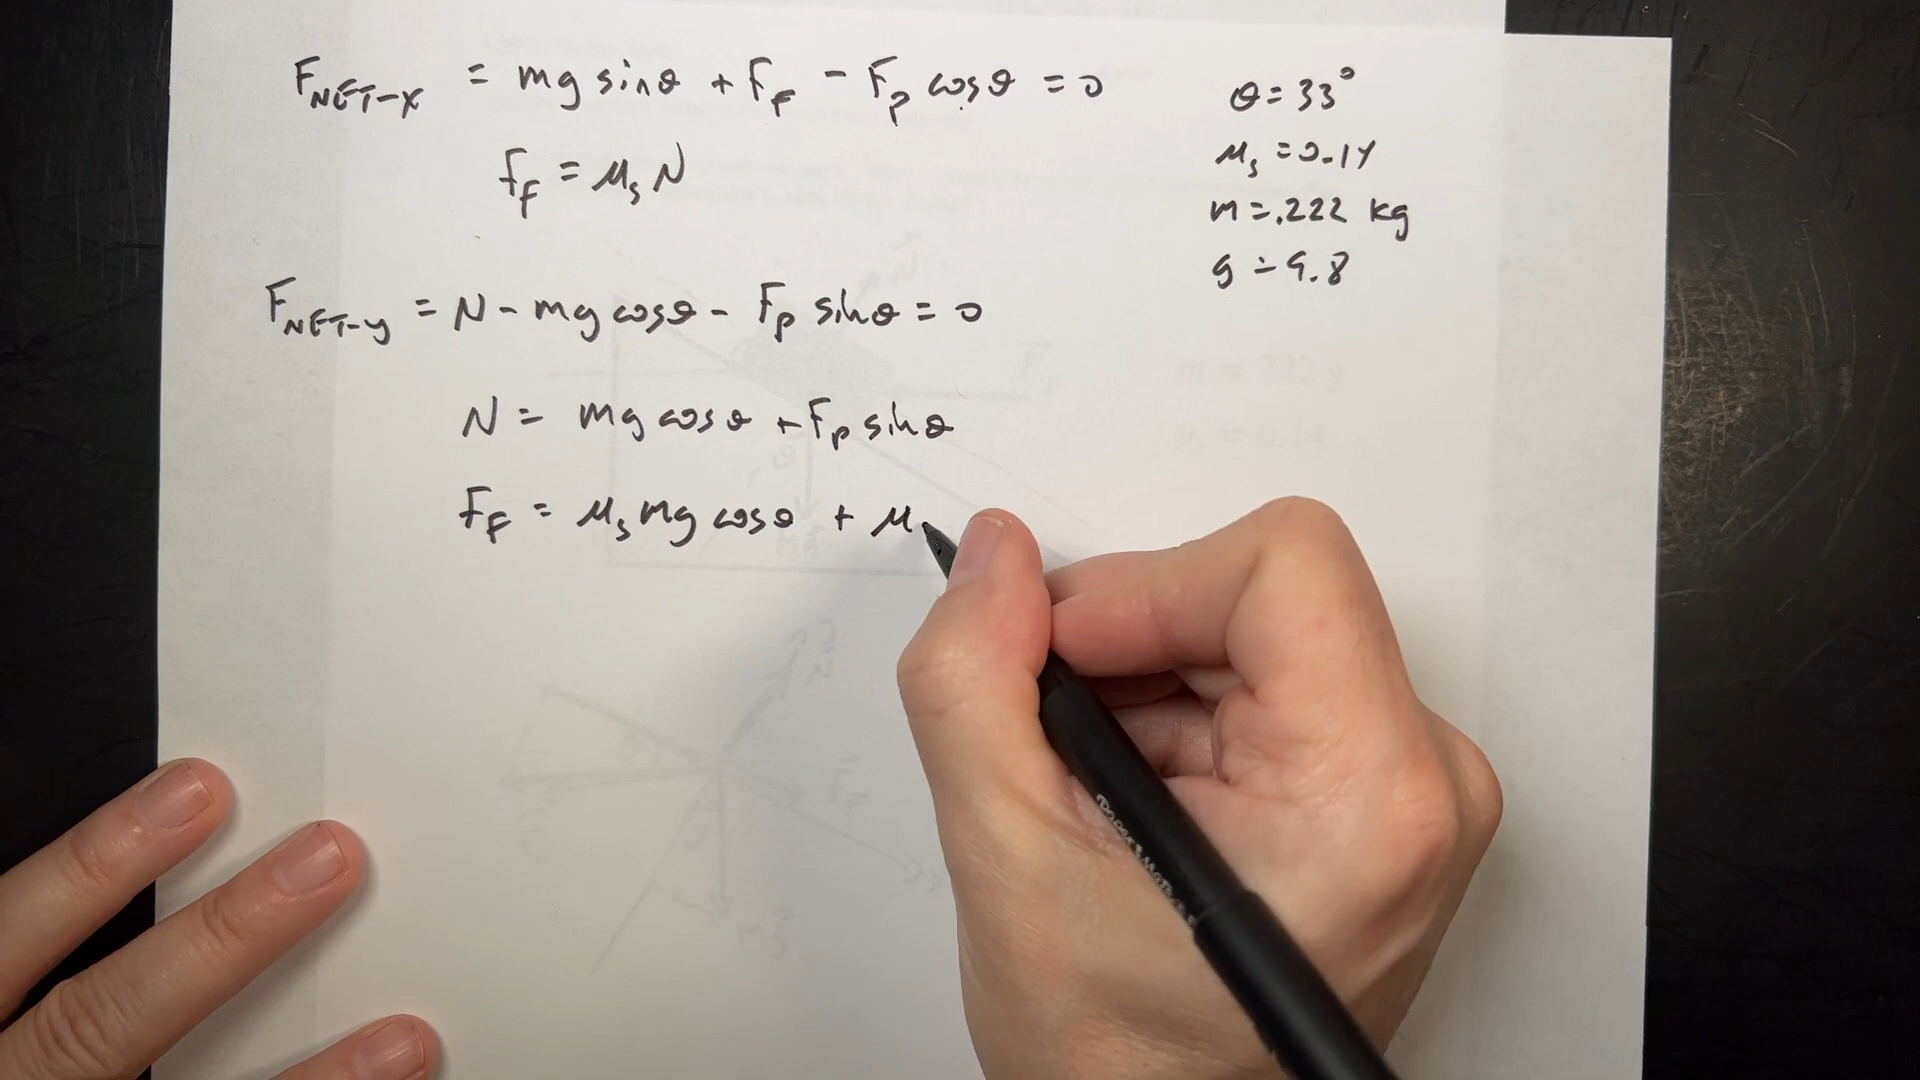 F_NET-x = mg sinθ + F_F - F_p cosθ = 0
F_F = μ_s N
F_NET-y = N - mg cosθ - F_p sinθ = 0
N = mg cosθ + F_p sinθ
F_F = μ_s mg cosθ + μ
θ = 33°
μ_s = 0.14
m = .222 kg
g = 9.8